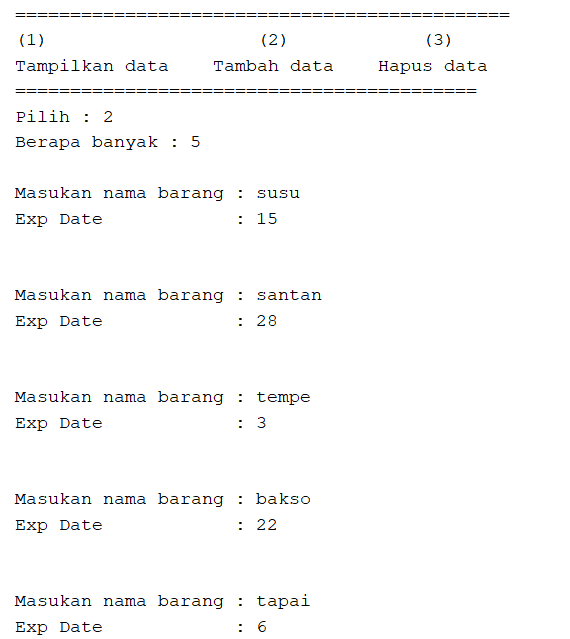 =============================================
(1) (2) (3)
Tampilkan data Tambah data Hapus data
==========================================
Pilih : 2
Berapa banyak : 5
Masukan nama barang : susu
Exp Date : 15
Masukan nama barang : santan
Exp Date : 28
Masukan nama barang : tempe
Exp Date : 3
Masukan nama barang : bakso
Exp Date : 22
Masukan nama barang : tapai
Exp Date : 6